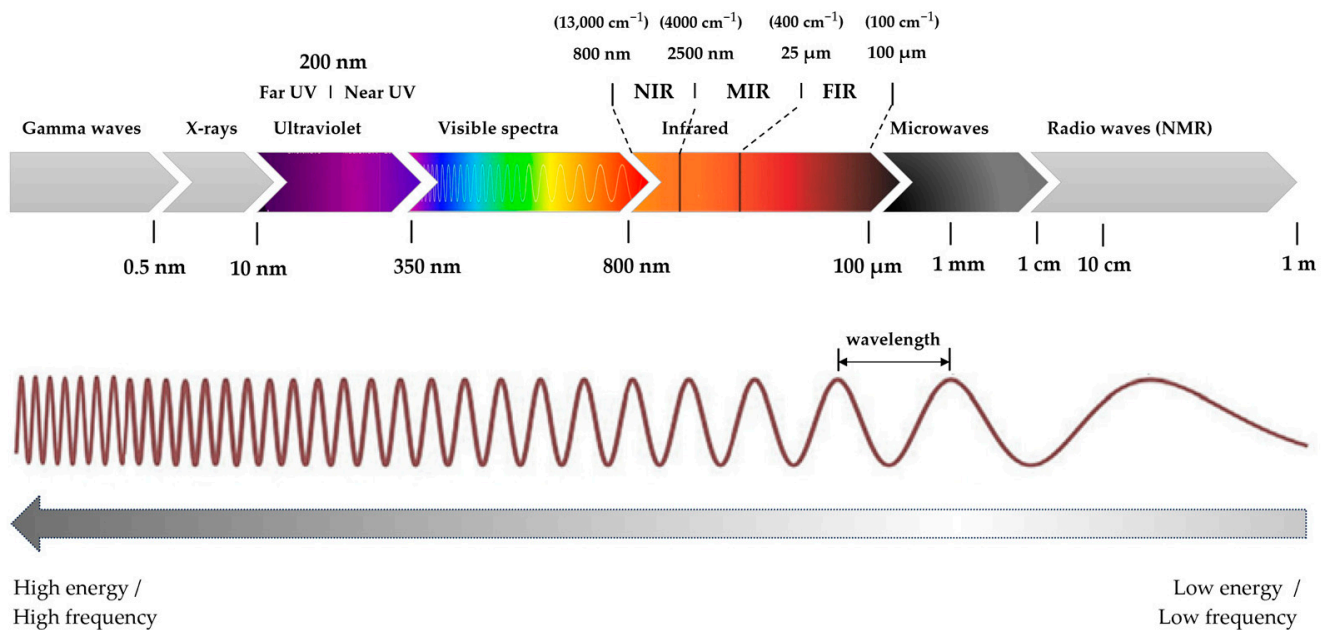 (13,000 cm⁻¹) (4000 cm⁻¹) (400 cm⁻¹) (100 cm⁻¹)
800 nm 2500 nm 25 µm 100 µm
200 nm
Far UV | Near UV | NIR | MIR | FIR |
Gamma waves X-rays Ultraviolet Visible spectra Infrared Microwaves Radio waves (NMR)
0.5 nm 10 nm 350 nm 800 nm 100 µm 1 mm 1 cm 10 cm 1 m
wavelength
High energy / Low energy /
High frequency Low frequency